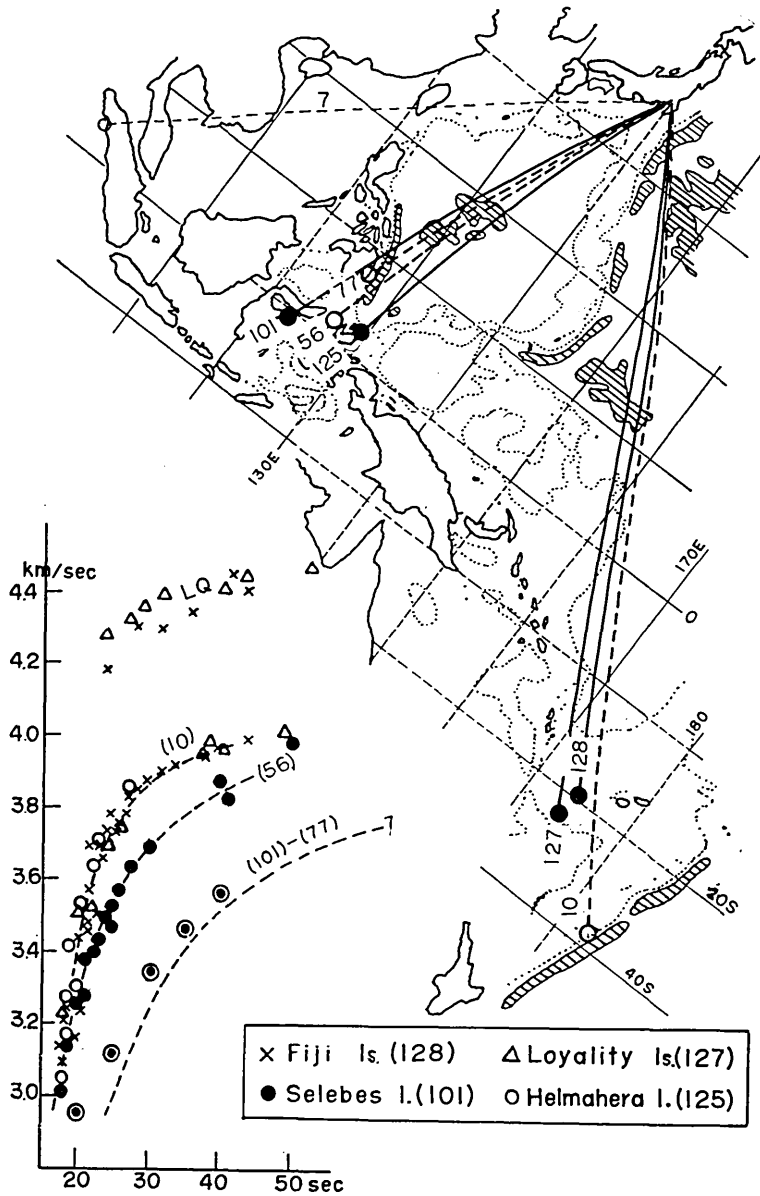 7
77
101
56
125
130E
170E
0
180
128
127
10
20S
40S
km/sec
4.4
4.2
4.0
3.8
3.6
3.4
3.2
3.0
LQ
(10)
(56)
(101)-(77)
7
20 30 40 50 sec
× Fiji Is. (128) △ Loyality Is.(127)
● Selebes I.(101) ○ Helmahera I.(125)